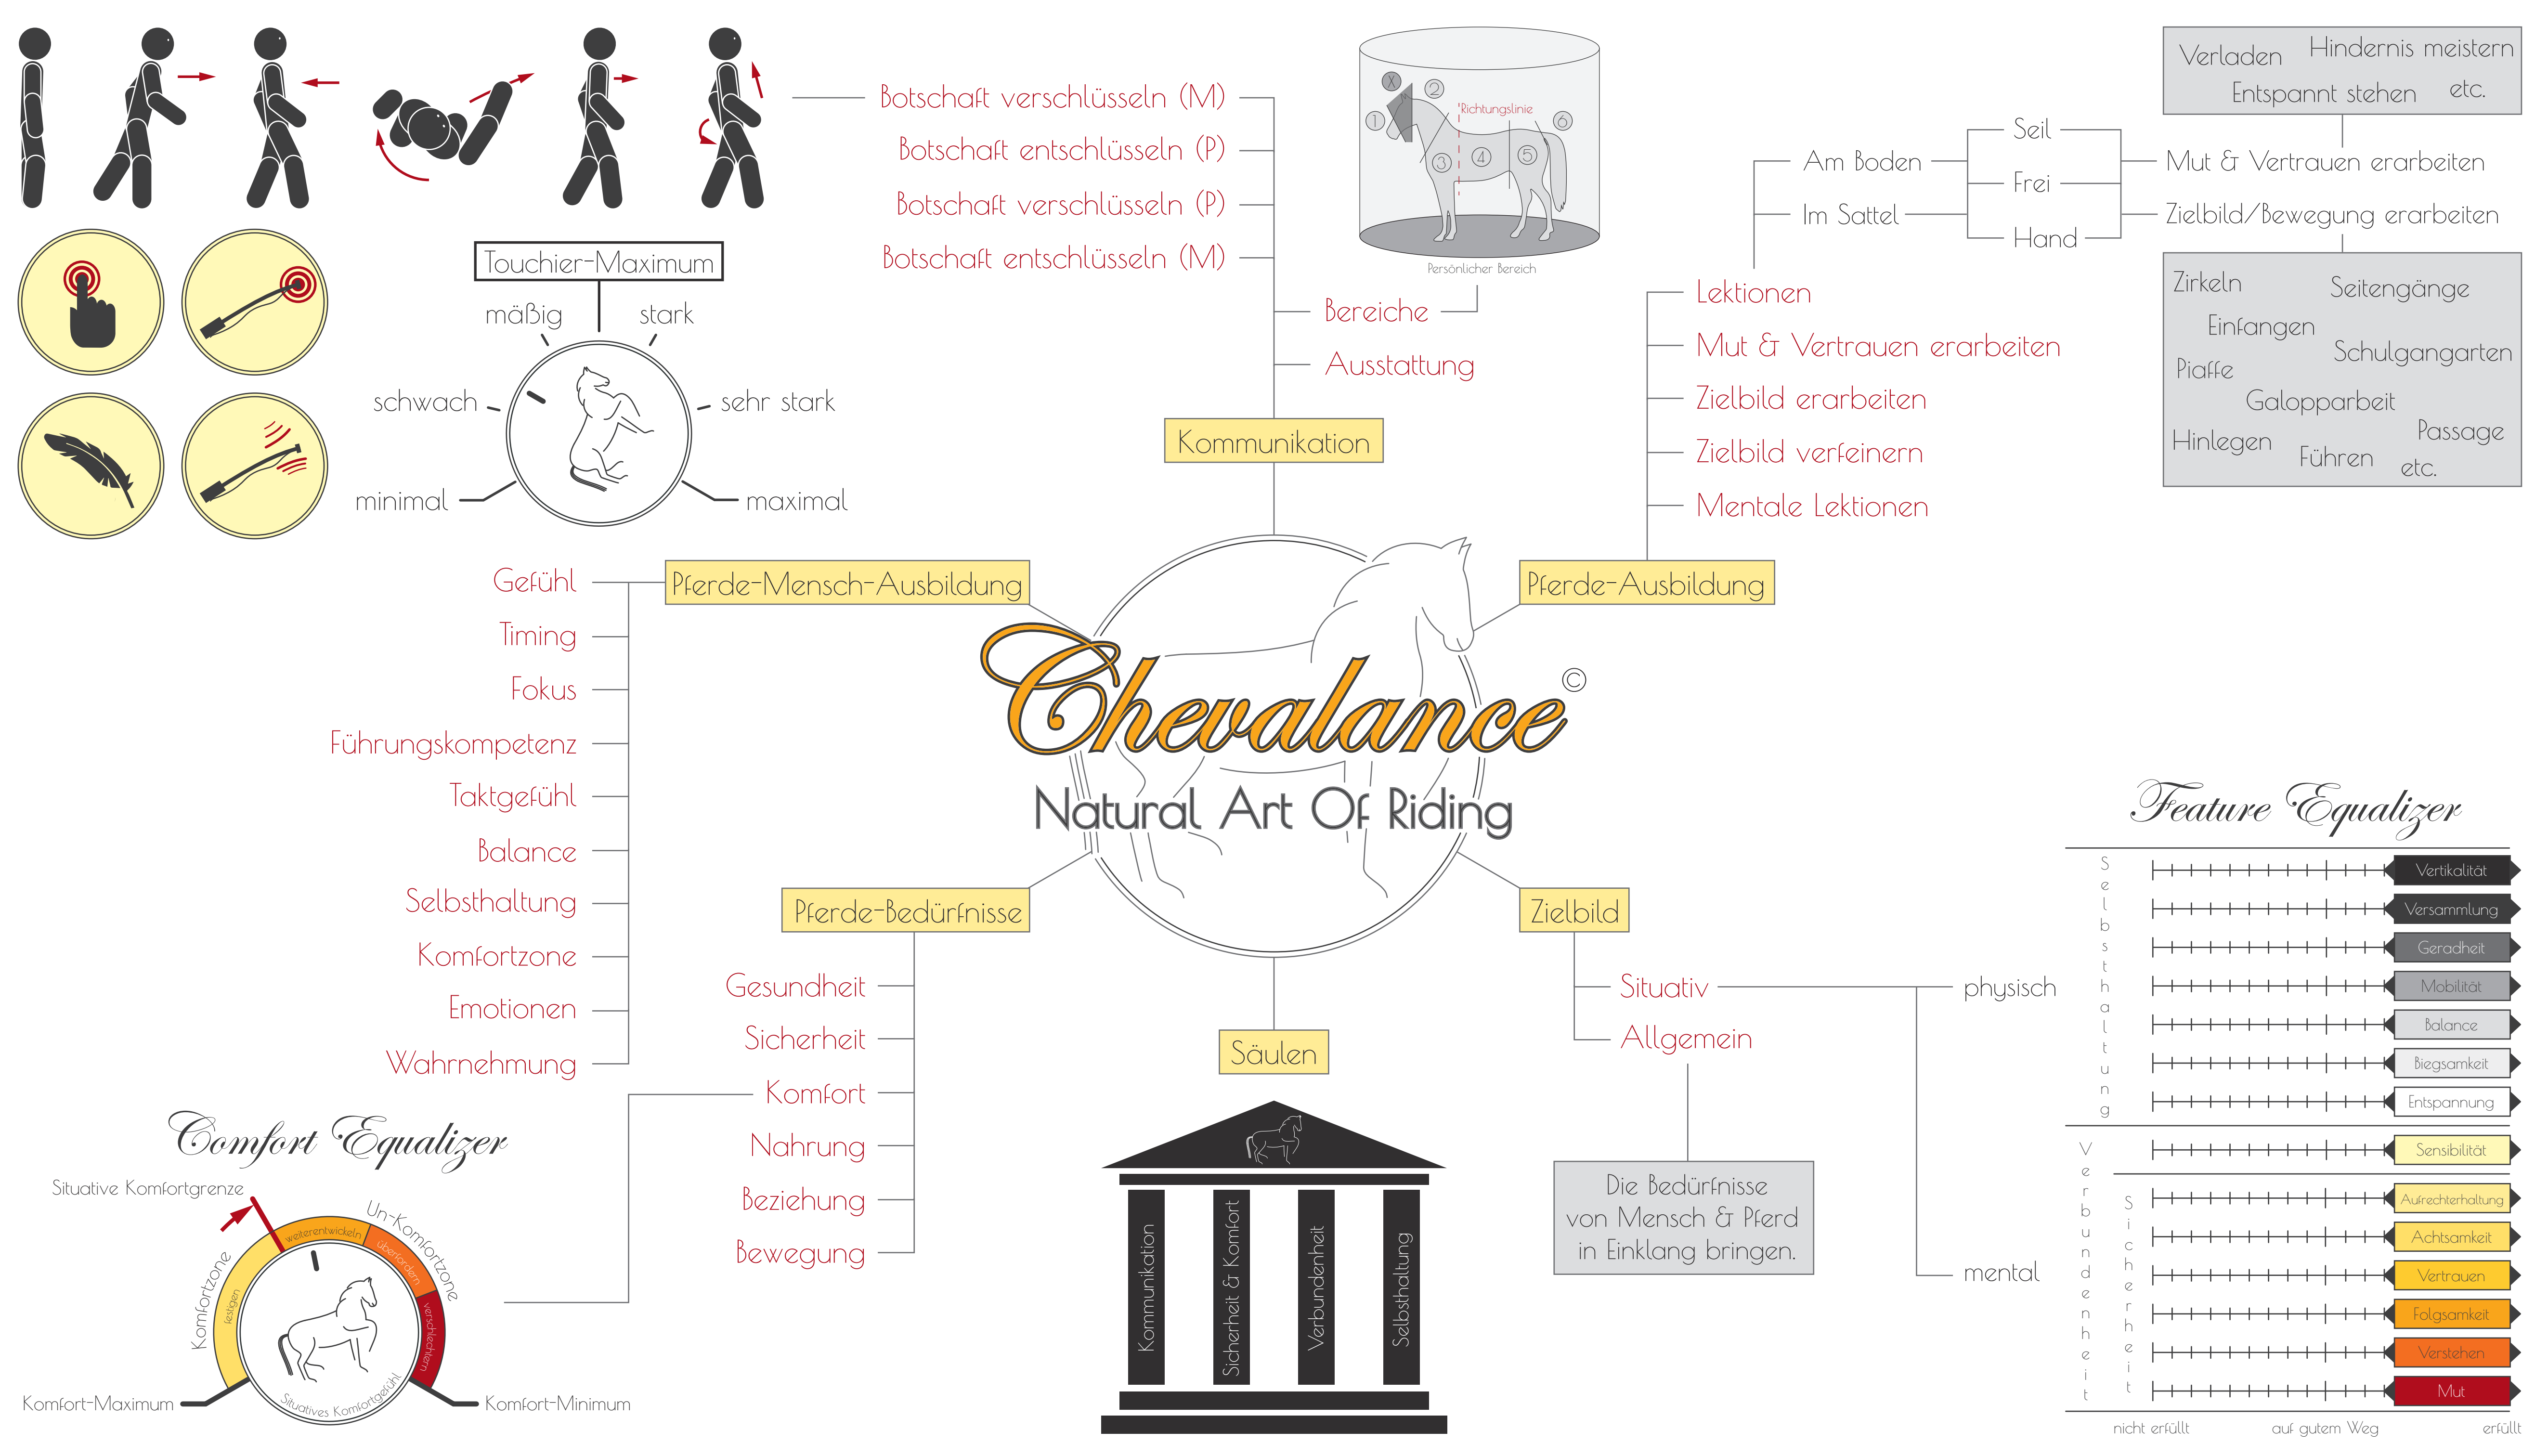 Botschaft verschlüsseln (M)
Botschaft entschlüsseln (P)
Botschaft verschlüsseln (P)
Botschaft entschlüsseln (M)
Bereiche
Ausstattung
Kommunikation
X
1
2
3
4
5
6
Richtungslinie
Persönlicher Bereich
Touchier-Maximum
mäßig
stark
schwach
sehr stark
minimal
maximal
Verladen
Hindernis meistern
Entspannt stehen
etc.
Am Boden
Im Sattel
Seil
Frei
Hand
Mut & Vertrauen erarbeiten
Zielbild/Bewegung erarbeiten
Zirkeln
Seitengänge
Einfangen
Schulgangarten
Piaffe
Galopparbeit
Passage
Hinlegen
Führen
etc.
Lektionen
Mut & Vertrauen erarbeiten
Zielbild erarbeiten
Zielbild verfeinern
Mentale Lektionen
Pferde-Ausbildung
Pferde-Mensch-Ausbildung
Gefühl
Timing
Fokus
Führungskompetenz
Taktgefühl
Balance
Selbsthaltung
Komfortzone
Emotionen
Wahrnehmung
Chevalance ©
Natural Art Of Riding
Pferde-Bedürfnisse
Gesundheit
Sicherheit
Komfort
Nahrung
Beziehung
Bewegung
Comfort Equalizer
Situative Komfortgrenze
Komfortzone
Un-Komfortzone
festigen
weiterentwickeln
überfordern
verschlechtern
Situatives Komfortgefühl
Komfort-Maximum
Komfort-Minimum
Säulen
Kommunikation
Sicherheit & Komfort
Verbundenheit
Selbsthaltung
Zielbild
Situativ
Allgemein
Die Bedürfnisse
von Mensch & Pferd
in Einklang bringen.
physisch
mental
Feature Equalizer
Selbsthaltung
Vertikalität
Versammlung
Geradheit
Mobilität
Balance
Biegsamkeit
Entspannung
Verbundenheit
Sensibilität
Sicherheit
Aufrechterhaltung
Achtsamkeit
Vertrauen
Folgsamkeit
Verstehen
Mut
nicht erfüllt
auf gutem Weg
erfüllt